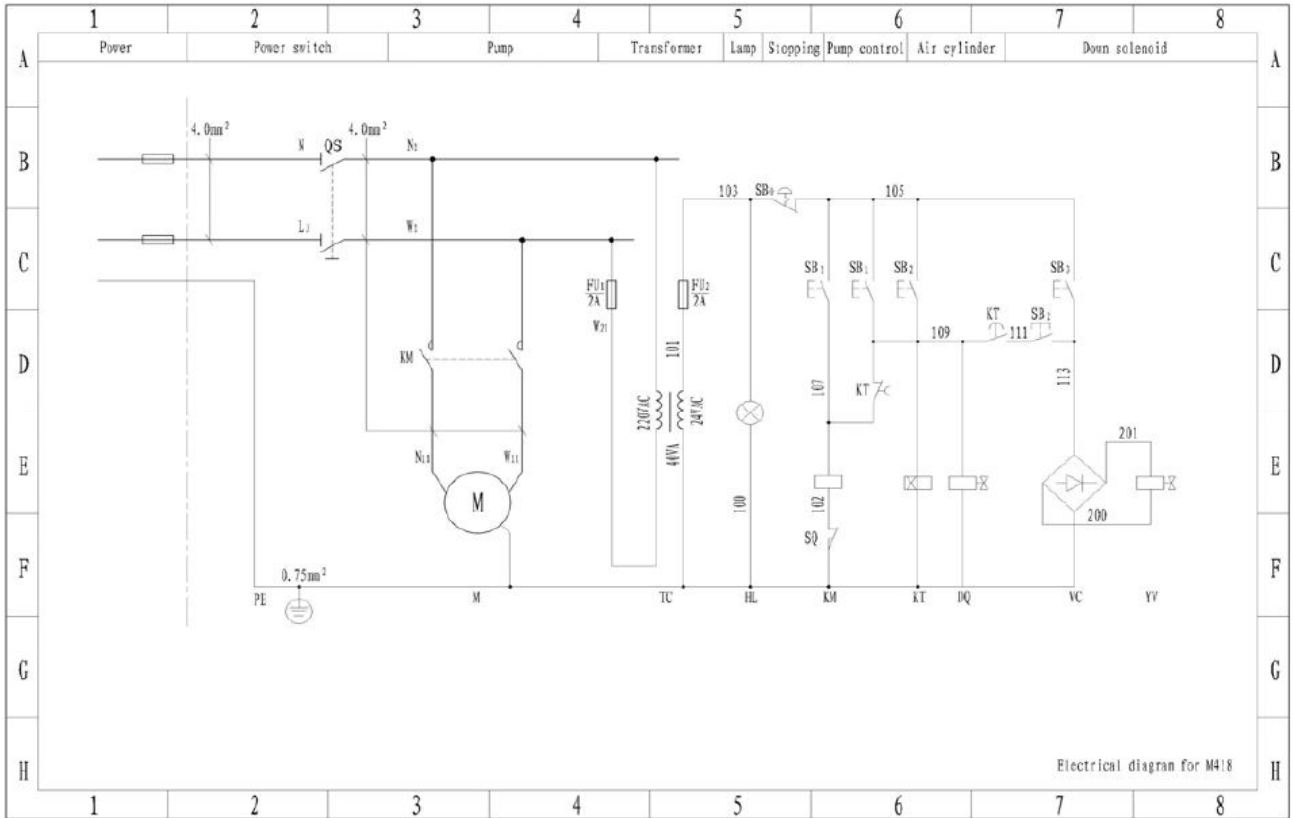 1 2 3 4 5 6 7 8
A Power Power switch Pump Transformer Lamp Stopping Pump control Air cylinder Down solenoid A
4.0mm² 4.0mm²
B N QS N₁ B
103 SB₀ 105
L₃ W₁
C SB₁ SB₁ SB₂ SB₃ C
FU₁ FU₂
2A 2A
W₂₁ KT SB₂
109 111
D KM 101 D
107 KT 113
220VAC 24VAC
201
E N₁₁ W₁₁ 40VA E
M 100 102 200
SQ
F 0.75mm² F
PE M TC HL KM KT DQ VC YV
G G
H Electrical diagran for M418 H
1 2 3 4 5 6 7 8